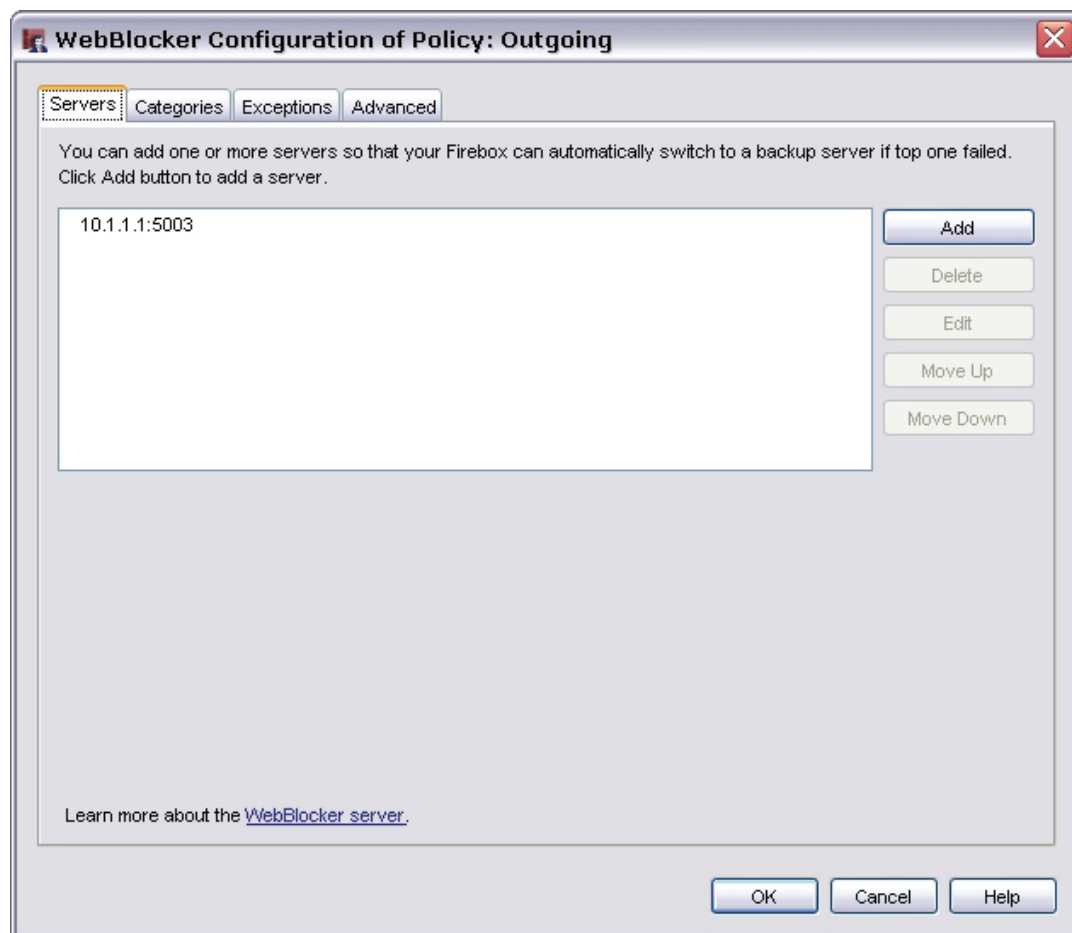 WebBlocker Configuration of Policy: Outgoing
Servers Categories Exceptions Advanced
You can add one or more servers so that your Firebox can automatically switch to a backup server if top one failed.
Click Add button to add a server.
10.1.1.1:5003
Add
Delete
Edit
Move Up
Move Down
Learn more about the WebBlocker server.
OK Cancel Help